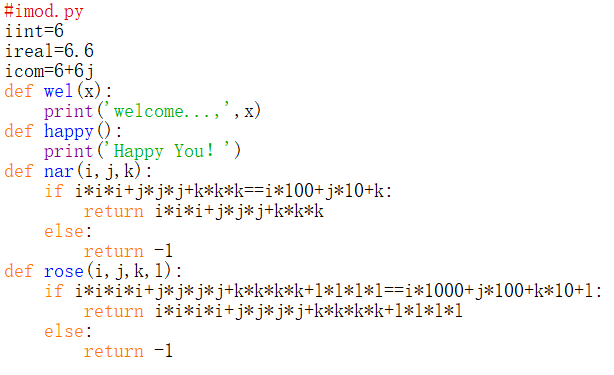 #imod.py
iint=6
ireal=6.6
icom=6+6j
def wel(x):
    print('welcome...,',x)
def happy():
    print('Happy You！')
def nar(i,j,k):
    if i*i*i+j*j*j+k*k*k==i*100+j*10+k:
        return i*i*i+j*j*j+k*k*k
    else:
        return -1
def rose(i,j,k,l):
    if i*i*i*i+j*j*j*j+k*k*k*k+l*l*l*l==i*1000+j*100+k*10+l:
        return i*i*i*i+j*j*j*j+k*k*k*k+l*l*l*l
    else:
        return -1